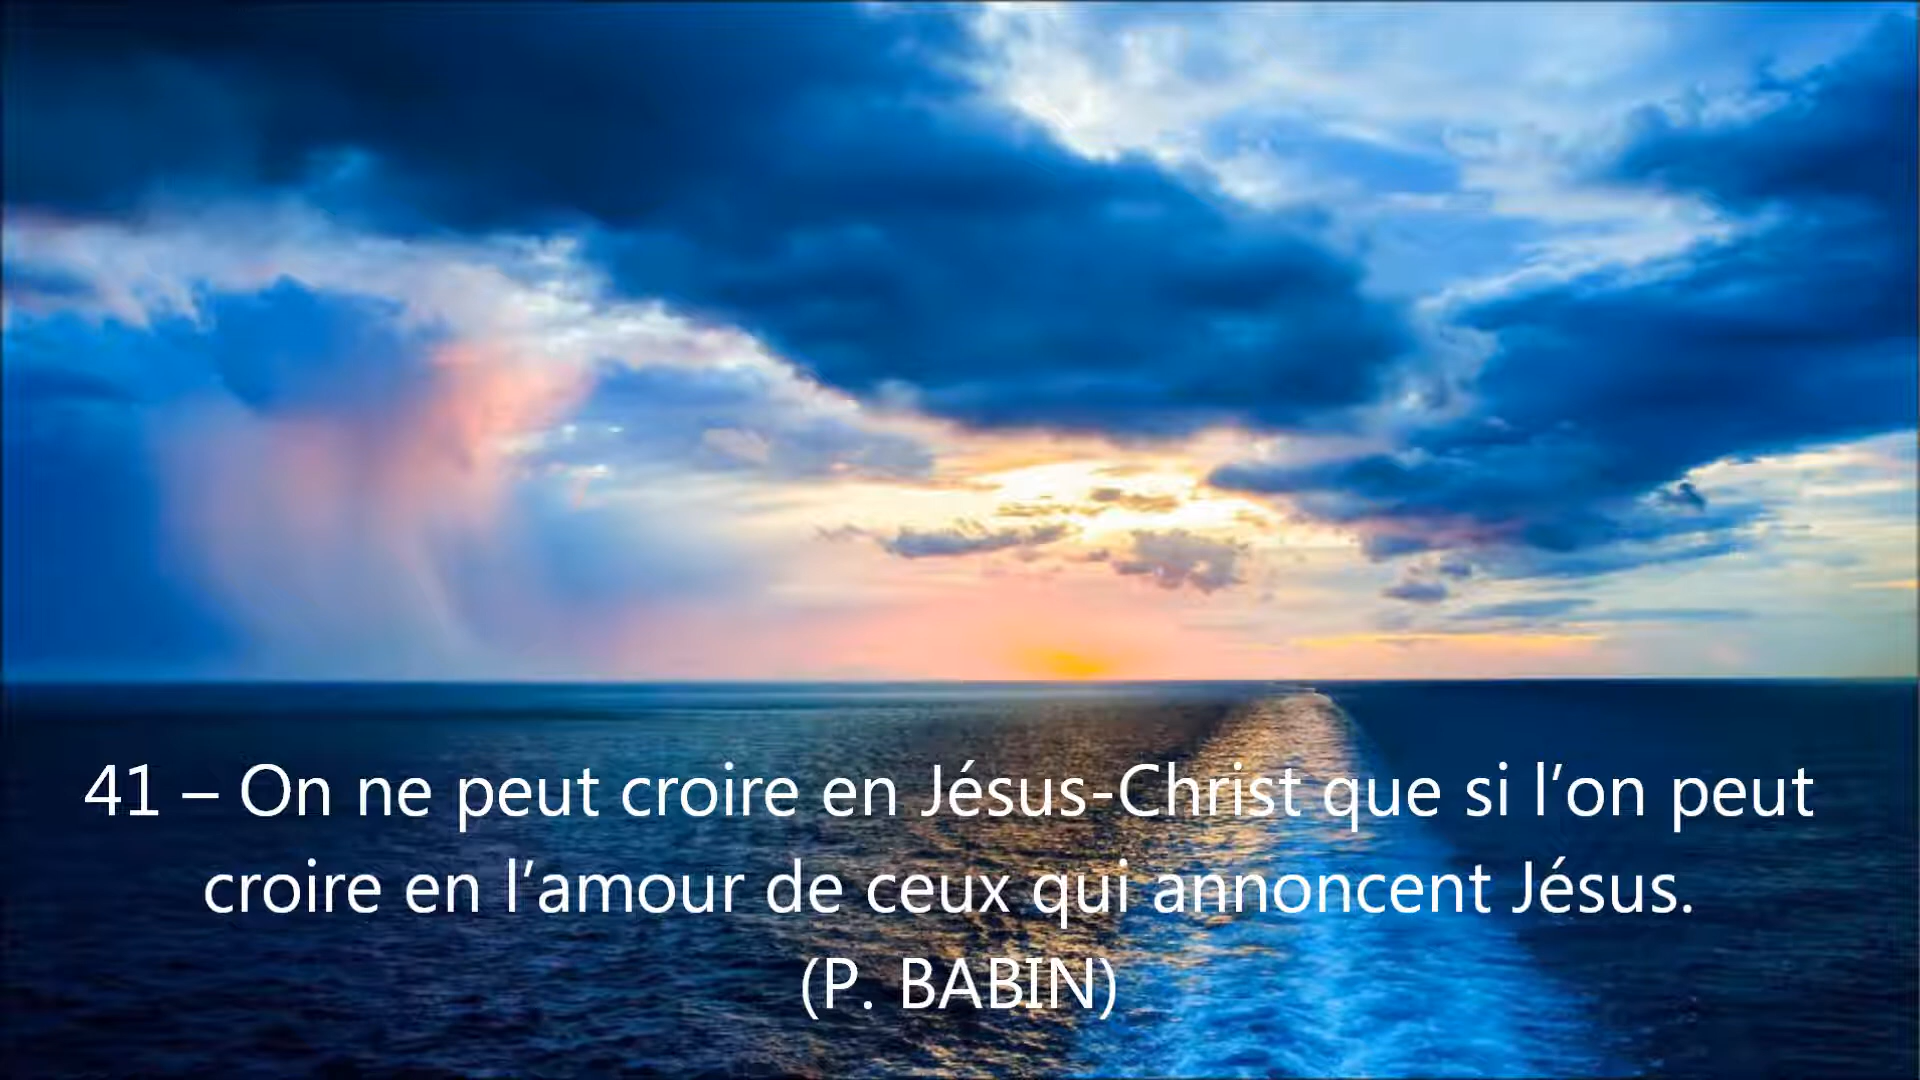 41 – On ne peut croire en Jésus-Christ que si l’on peut
croire en l’amour de ceux qui annoncent Jésus.
(P. BABIN)